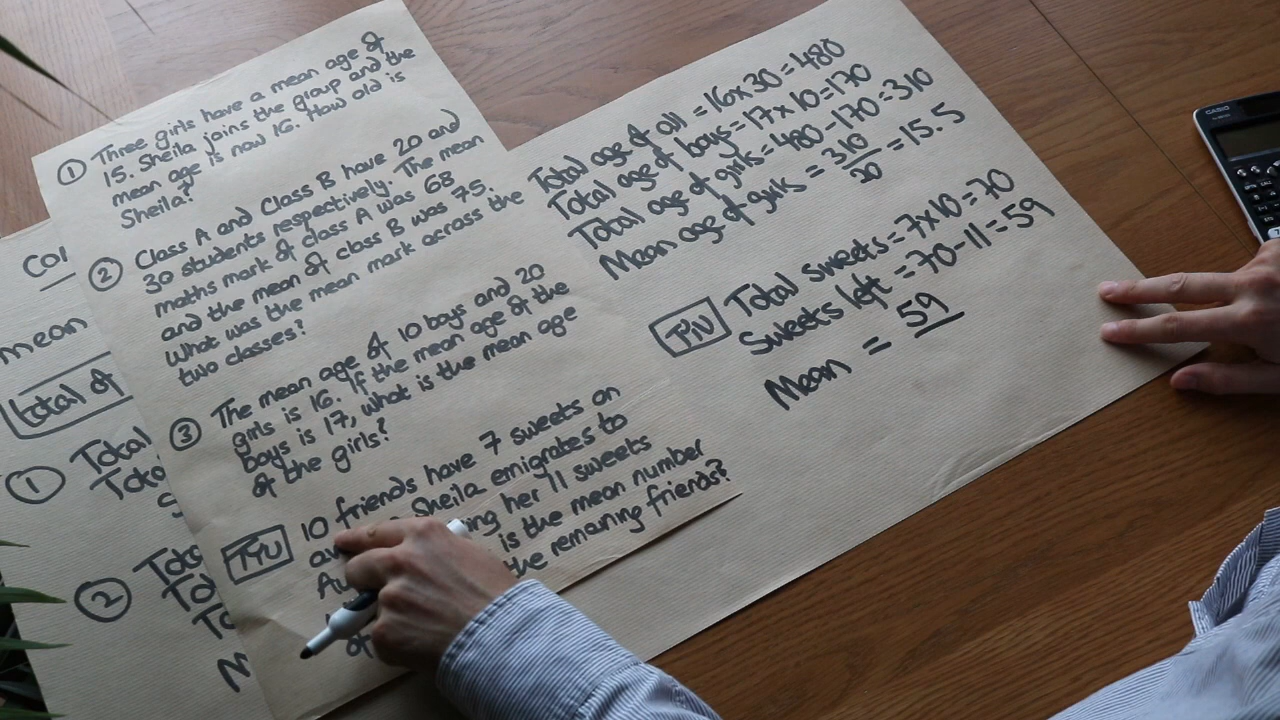 ① Three girls have a mean age of
15. Sheila joins the group and the
mean age is now 16. How old is
Sheila?
② Class A and Class B have 20 and
30 students respectively. The mean
maths mark of class A was 68
and the mean of class B was 75.
What was the mean mark across the
two classes?
③ The mean age of 10 boys and 20
girls is 16. If the mean age of the
boys is 17, what is the mean age
of the girls?
TIU 10 friends have 7 sweets on
Sheila emigrates to
her 11 sweets
is the mean number
the remaining friends?
of
Total age of all = 16x30 = 480
Total age of boys = 17x10 = 170
Total age of girls = 480-170 = 310
Mean age of girls = 310/20 = 15.5
TIU Total sweets = 7x10 = 70
Sweets left = 70-11 = 59
Mean = 59
mean
total of
① Total
Tota
②
CASIO